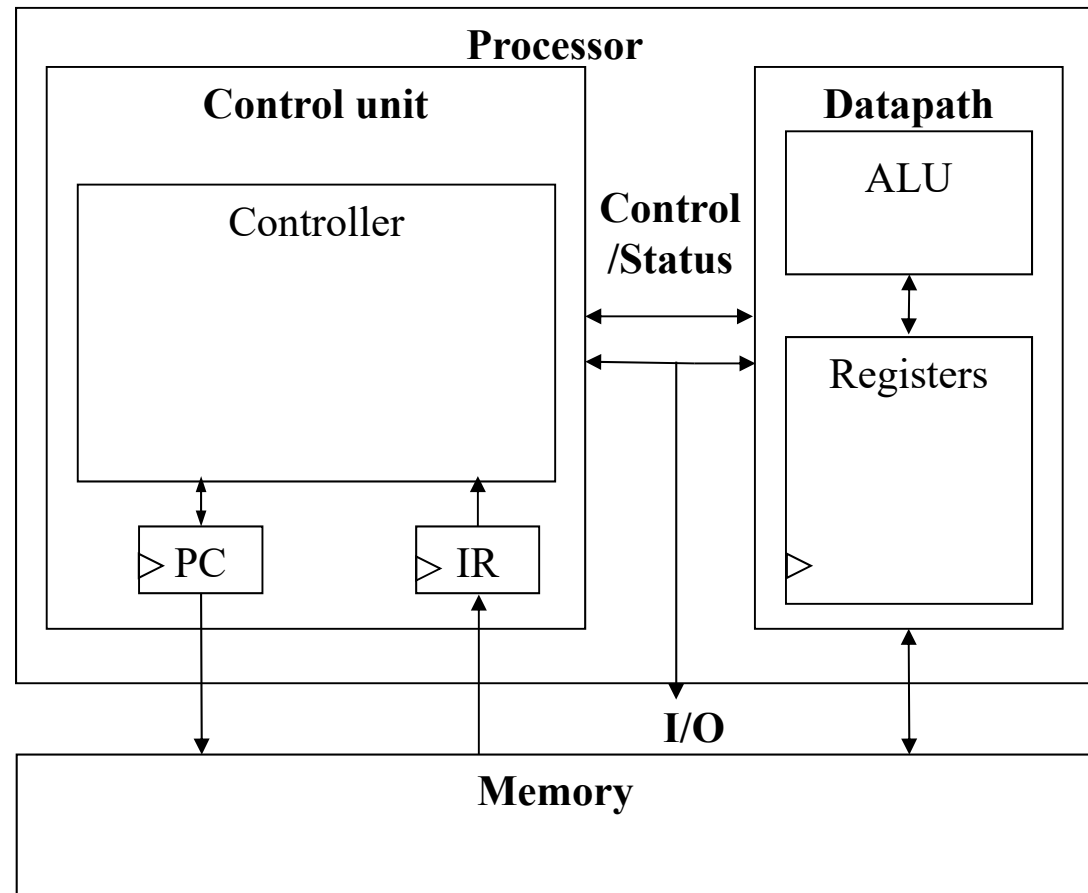 Processor
Control unit
Datapath
Controller
Control
/Status
ALU
Registers
PC
IR
I/O
Memory